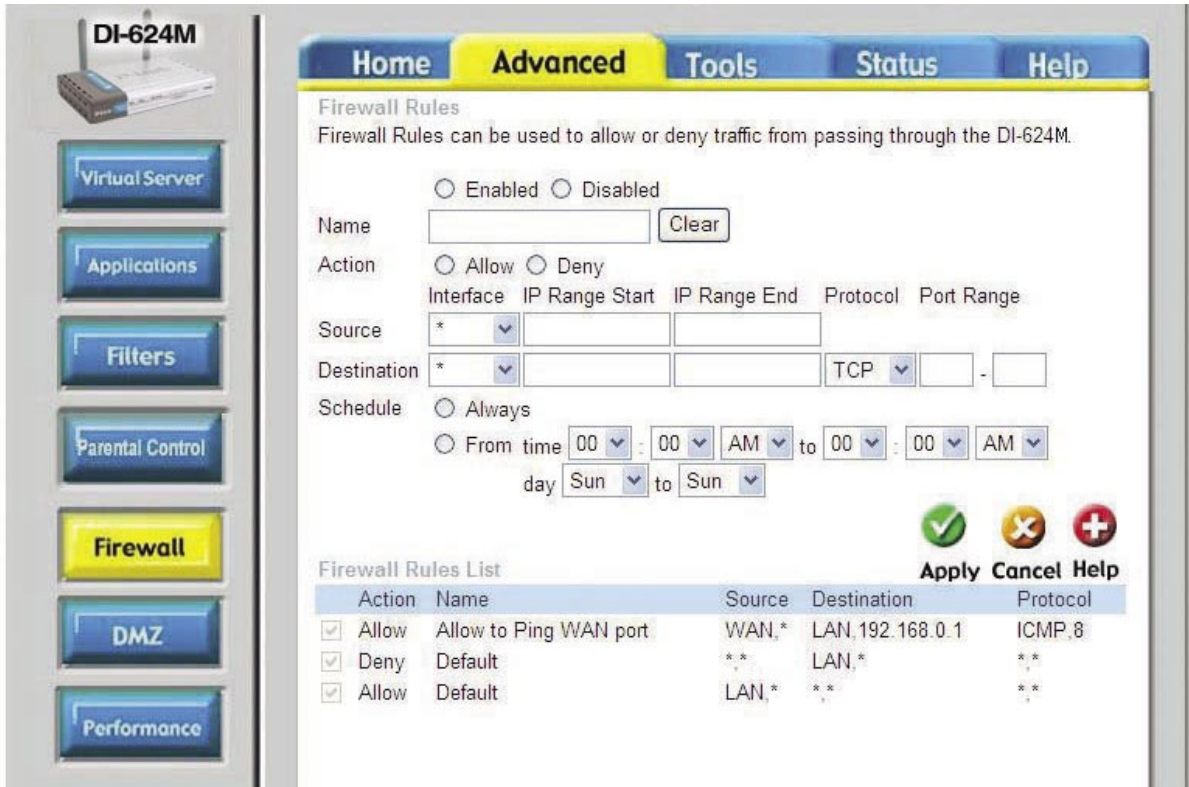 DI-624M
Home Advanced Tools Status Help
Virtual Server
Applications
Filters
Parental Control
Firewall
DMZ
Performance
Firewall Rules
Firewall Rules can be used to allow or deny traffic from passing through the DI-624M.
Enabled Disabled
Name Clear
Action Allow Deny
Interface IP Range Start IP Range End Protocol Port Range
Source *
Destination * TCP -
Schedule Always
From time 00 : 00 AM to 00 : 00 AM
day Sun to Sun
Apply Cancel Help
Firewall Rules List
Action Name Source Destination Protocol
Allow Allow to Ping WAN port WAN,* LAN,192.168.0.1 ICMP,8
Deny Default *,* LAN,* *,*
Allow Default LAN,* *,* *,*